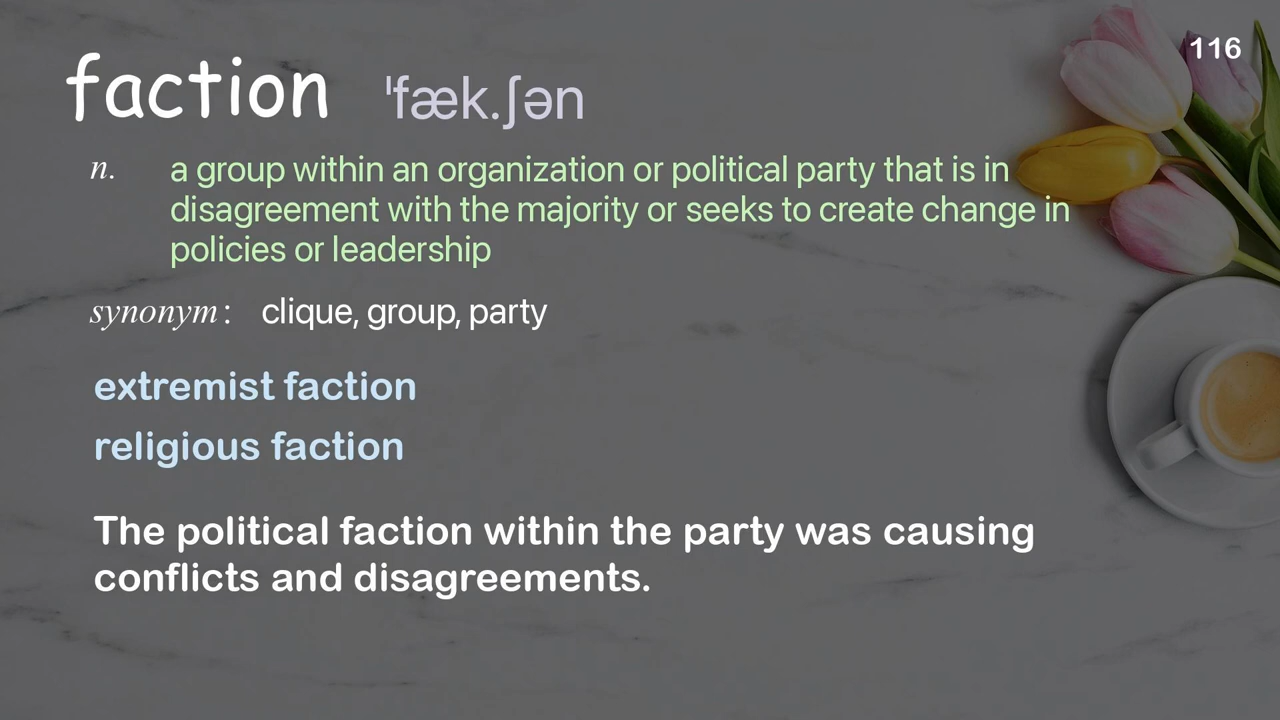 116
faction ˈfæk.ʃən
n. a group within an organization or political party that is in
disagreement with the majority or seeks to create change in
policies or leadership
synonym: clique, group, party
extremist faction
religious faction
The political faction within the party was causing
conflicts and disagreements.